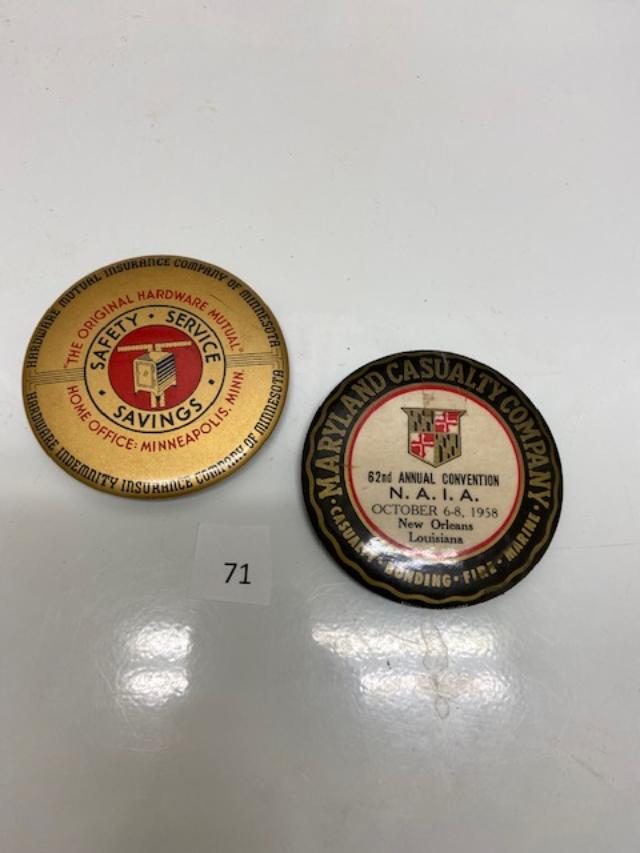 HARDWARE MUTUAL INSURANCE COMPANY OF MINNESOTA
"THE ORIGINAL HARDWARE MUTUAL"
SAFETY · SERVICE
· SAVINGS ·
HOME OFFICE: MINNEAPOLIS, MINN.
HARDWARE INDEMNITY INSURANCE COMPANY OF MINNESOTA
MARYLAND CASUALTY COMPANY
62nd ANNUAL CONVENTION
N. A. I. A.
OCTOBER 6-8, 1958
New Orleans
Louisiana
· CASUALTY · BONDING · FIRE · MARINE ·
71